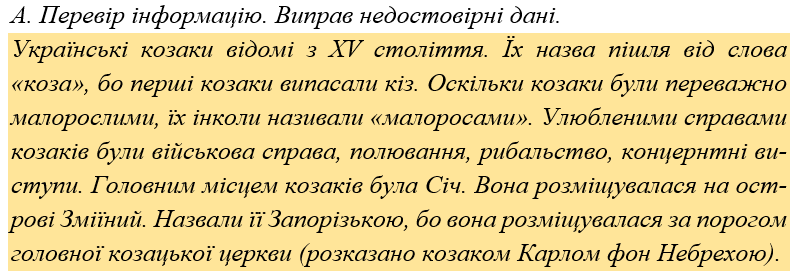 А. Перевір інформацію. Виправ недостовірні дані.
Українські козаки відомі з XV століття. Їх назва пішля від слова
«коза», бо перші козаки випасали кіз. Оскільки козаки були переважно
малорослими, їх інколи називали «малоросами». Улюбленими справами
козаків були військова справа, полювання, рибальство, концернтні ви-
ступи. Головним місцем козаків була Січ. Вона розміщувалася на ост-
рові Зміїний. Назвали її Запорізькою, бо вона розміщувалася за порогом
головної козацької церкви (розказано козаком Карлом фон Небрехою).